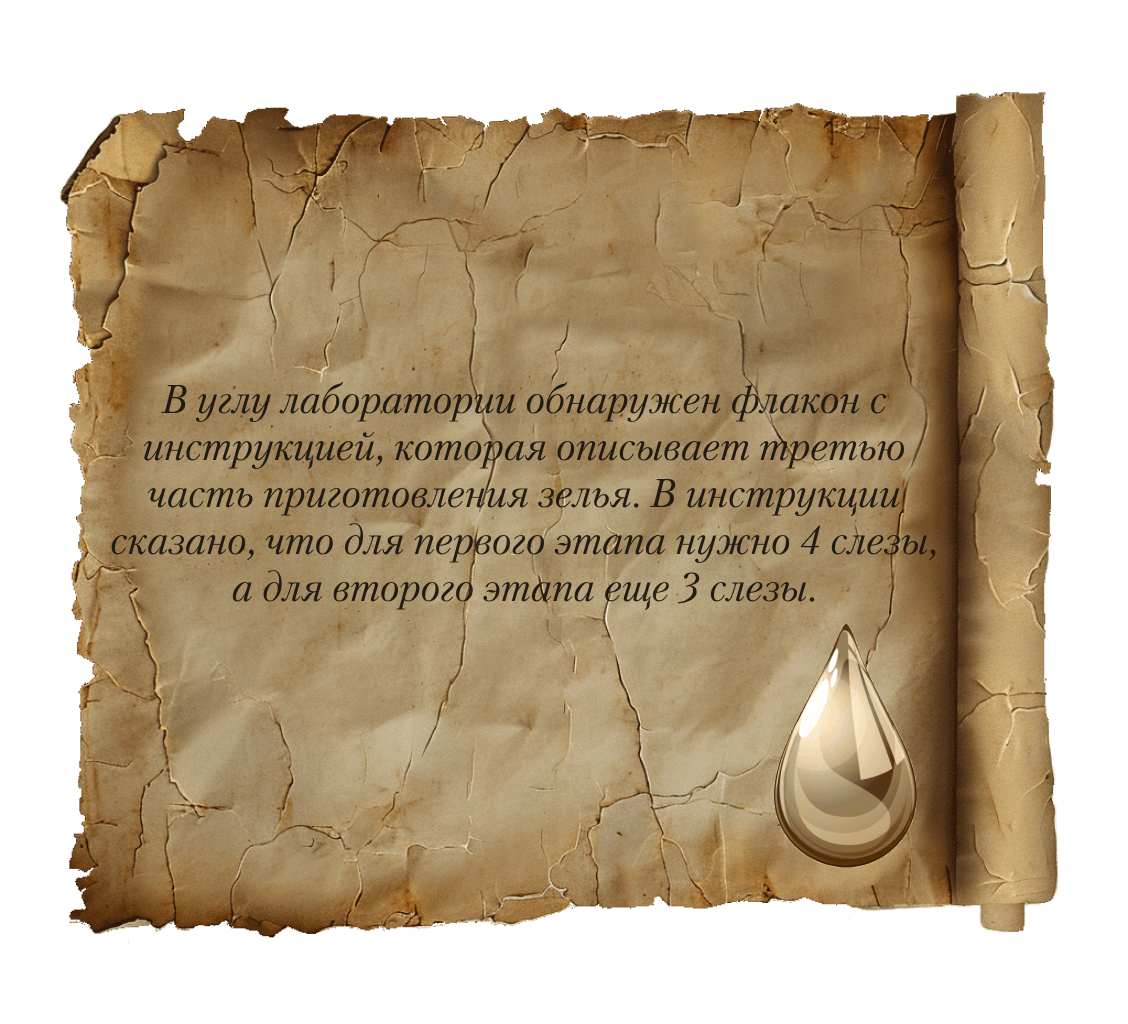 В углу лаборатории обнаружен флакон с
инструкцией, которая описывает третью
часть приготовления зелья. В инструкции
сказано, что для первого этапа нужно 4 слезы,
а для второго этапа еще 3 слезы.